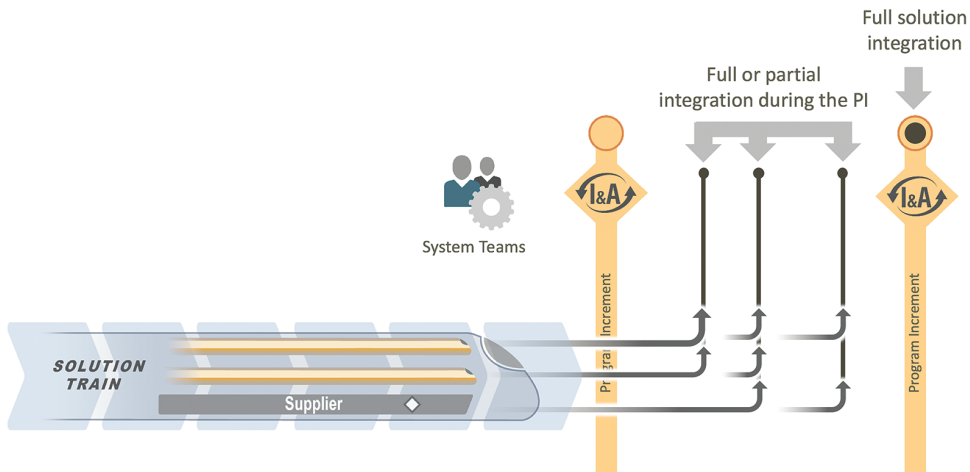 Full solution
integration
Full or partial
integration during the PI
I&A
I&A
System Teams
Program Increment
Program Increment
SOLUTION
TRAIN
Supplier